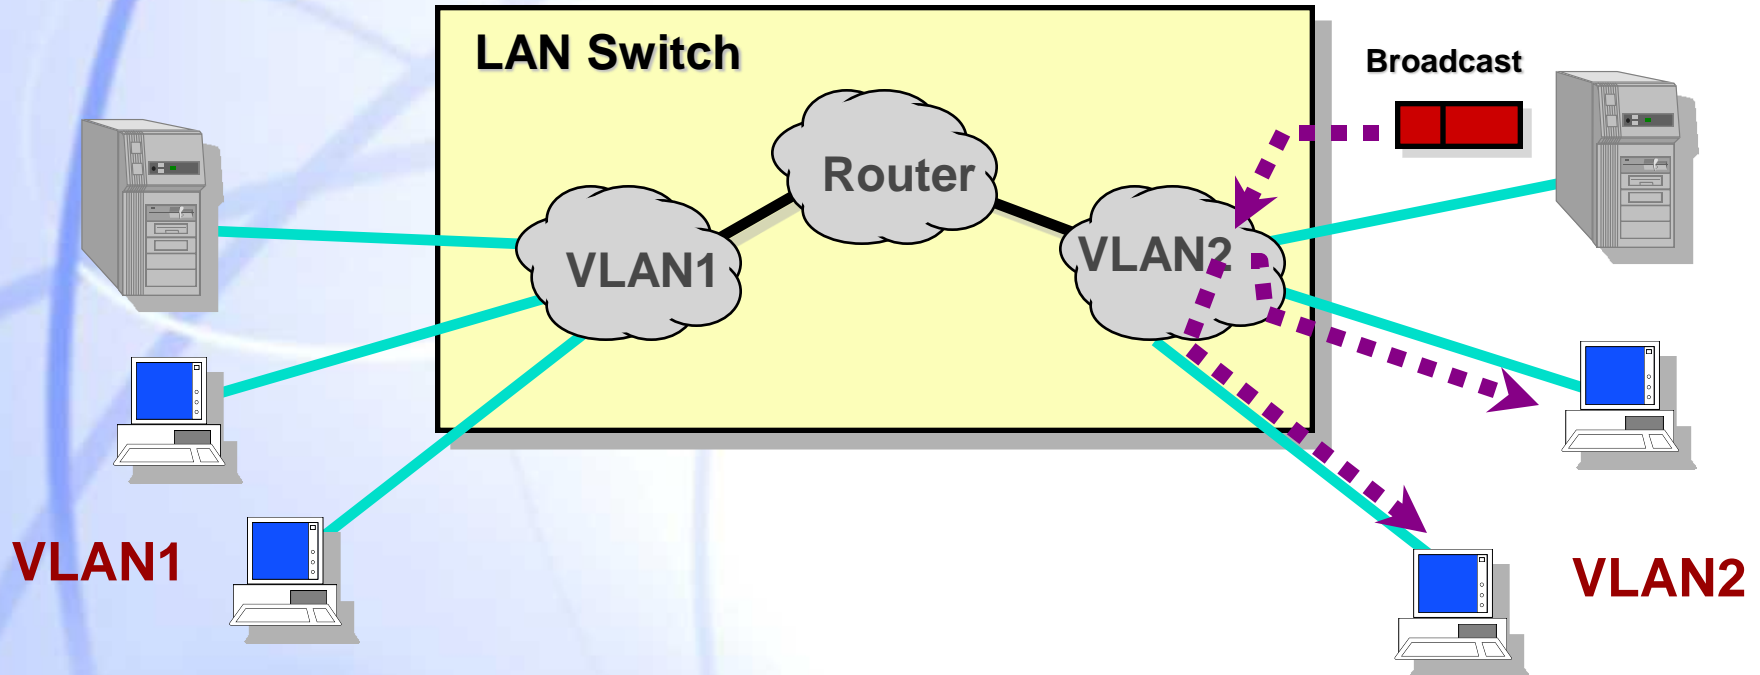 LAN Switch
Broadcast
Router
VLAN1
VLAN2
VLAN1
VLAN2